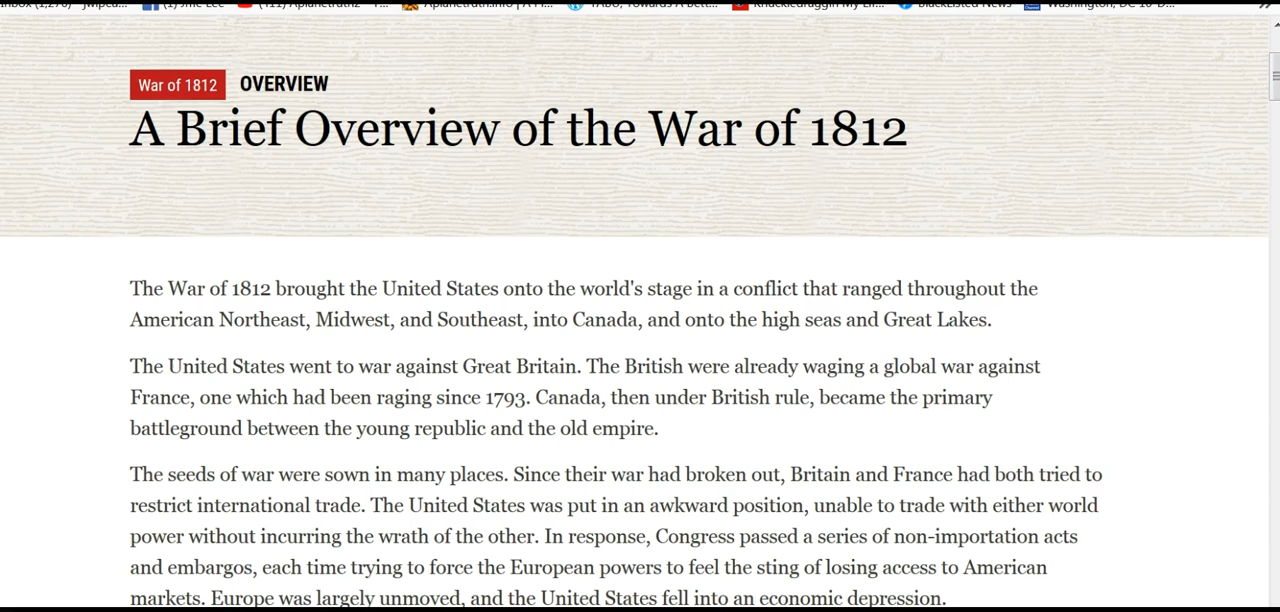 War of 1812 OVERVIEW
A Brief Overview of the War of 1812
The War of 1812 brought the United States onto the world's stage in a conflict that ranged throughout the
American Northeast, Midwest, and Southeast, into Canada, and onto the high seas and Great Lakes.
The United States went to war against Great Britain. The British were already waging a global war against
France, one which had been raging since 1793. Canada, then under British rule, became the primary
battleground between the young republic and the old empire.
The seeds of war were sown in many places. Since their war had broken out, Britain and France had both tried to
restrict international trade. The United States was put in an awkward position, unable to trade with either world
power without incurring the wrath of the other. In response, Congress passed a series of non-importation acts
and embargos, each time trying to force the European powers to feel the sting of losing access to American
markets. Europe was largely unmoved, and the United States fell into an economic depression.